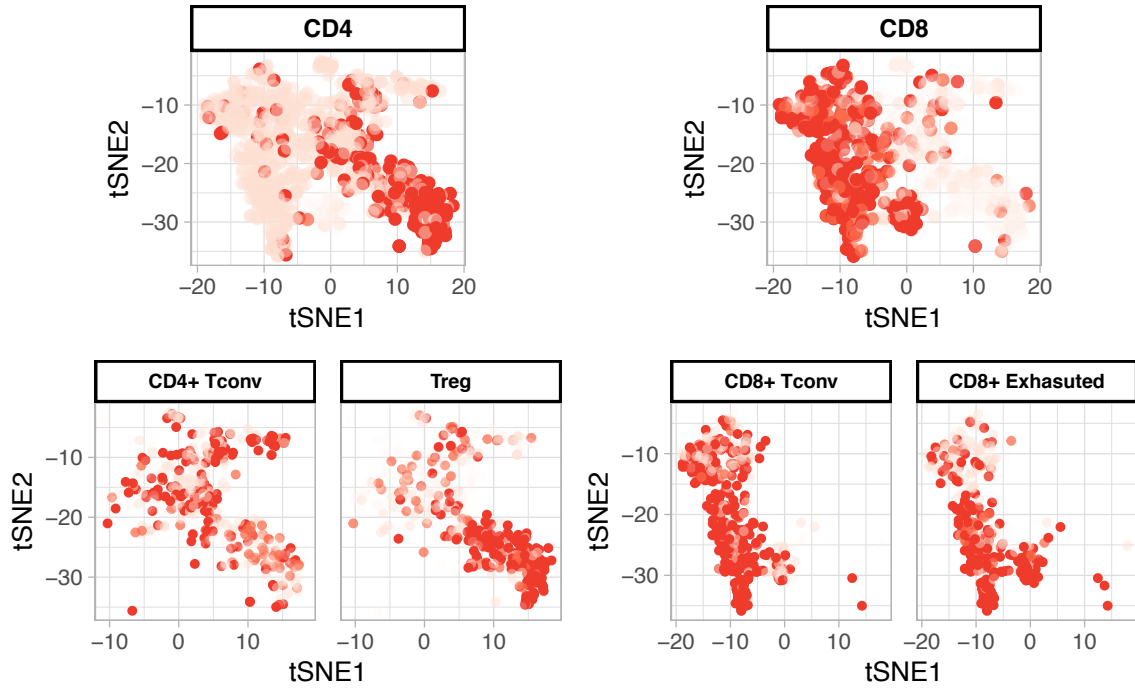 CD4
CD8
−10
−20
−30
tSNE2
−20 −10 0 10 20
tSNE1
−10
−20
−30
tSNE2
−20 −10 0 10 20
tSNE1
CD4+ Tconv
Treg
CD8+ Tconv
CD8+ Exhasuted
−10
−20
−30
tSNE2
−10 0 10
−10 0 10
tSNE1
−10
−20
−30
tSNE2
−20 −10 0 10
−20 −10 0 10
tSNE1